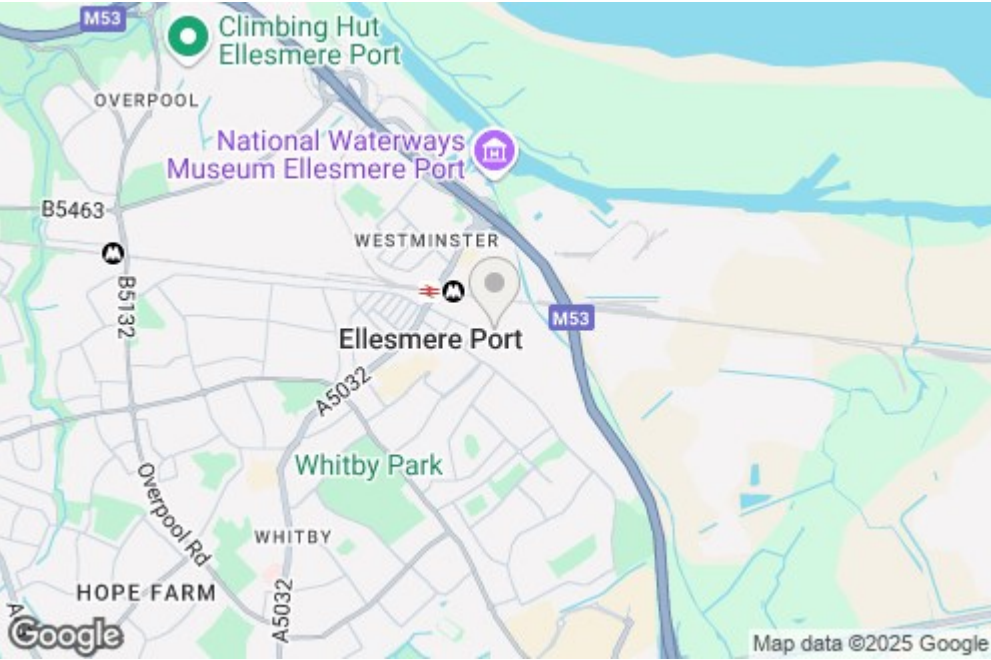 M53
Climbing Hut
Ellesmere Port
OVERPOOL
National Waterways
Museum Ellesmere Port
B5463
WESTMINSTER
B5132
M53
Ellesmere Port
A5032
Whitby Park
Overpool Rd
WHITBY
HOPE FARM
A5032
Google
Map data ©2025 Google